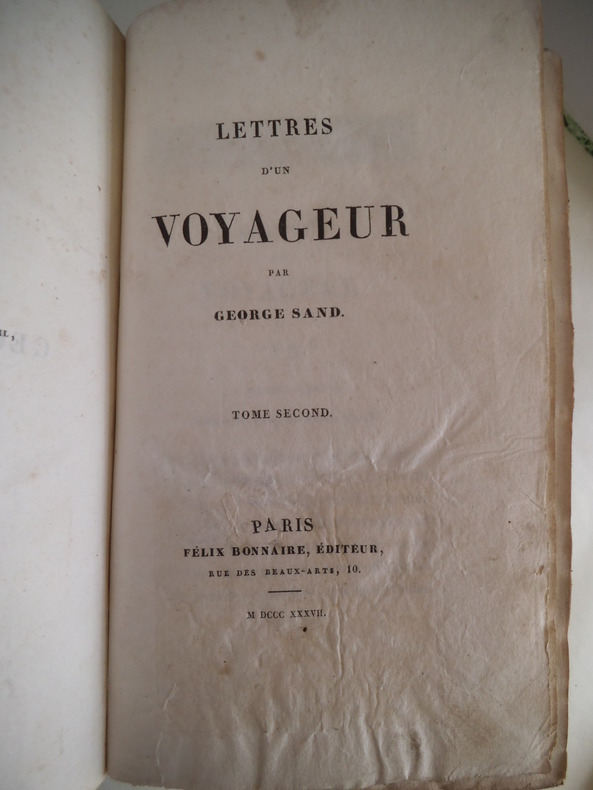 LETTRES
D'UN
VOYAGEUR
PAR
GEORGE SAND.
TOME SECOND.
PARIS
FÉLIX BONNAIRE, ÉDITEUR,
RUE DES BEAUX-ARTS, 10.
M DCCC XXXVII.